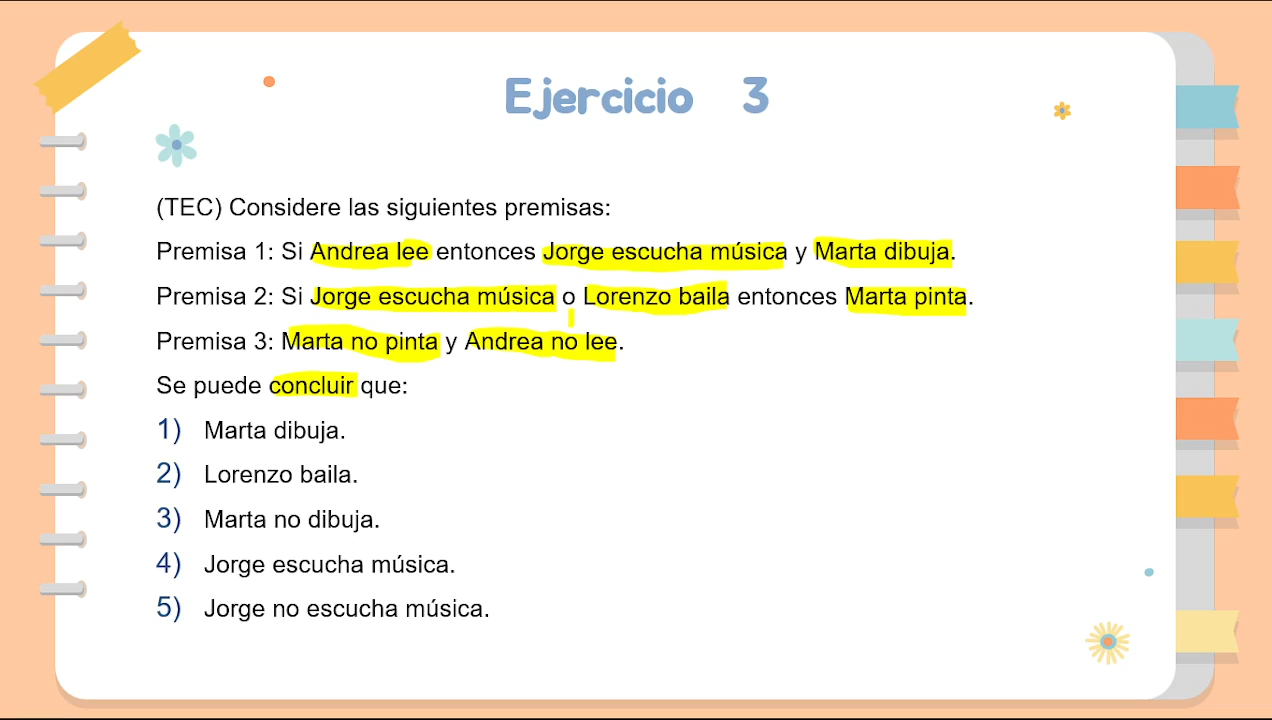 Ejercicio 3
(TEC) Considere las siguientes premisas:
Premisa 1: Si Andrea lee entonces Jorge escucha música y Marta dibuja.
Premisa 2: Si Jorge escucha música o Lorenzo baila entonces Marta pinta.
Premisa 3: Marta no pinta y Andrea no lee.
Se puede concluir que:
1) Marta dibuja.
2) Lorenzo baila.
3) Marta no dibuja.
4) Jorge escucha música.
5) Jorge no escucha música.